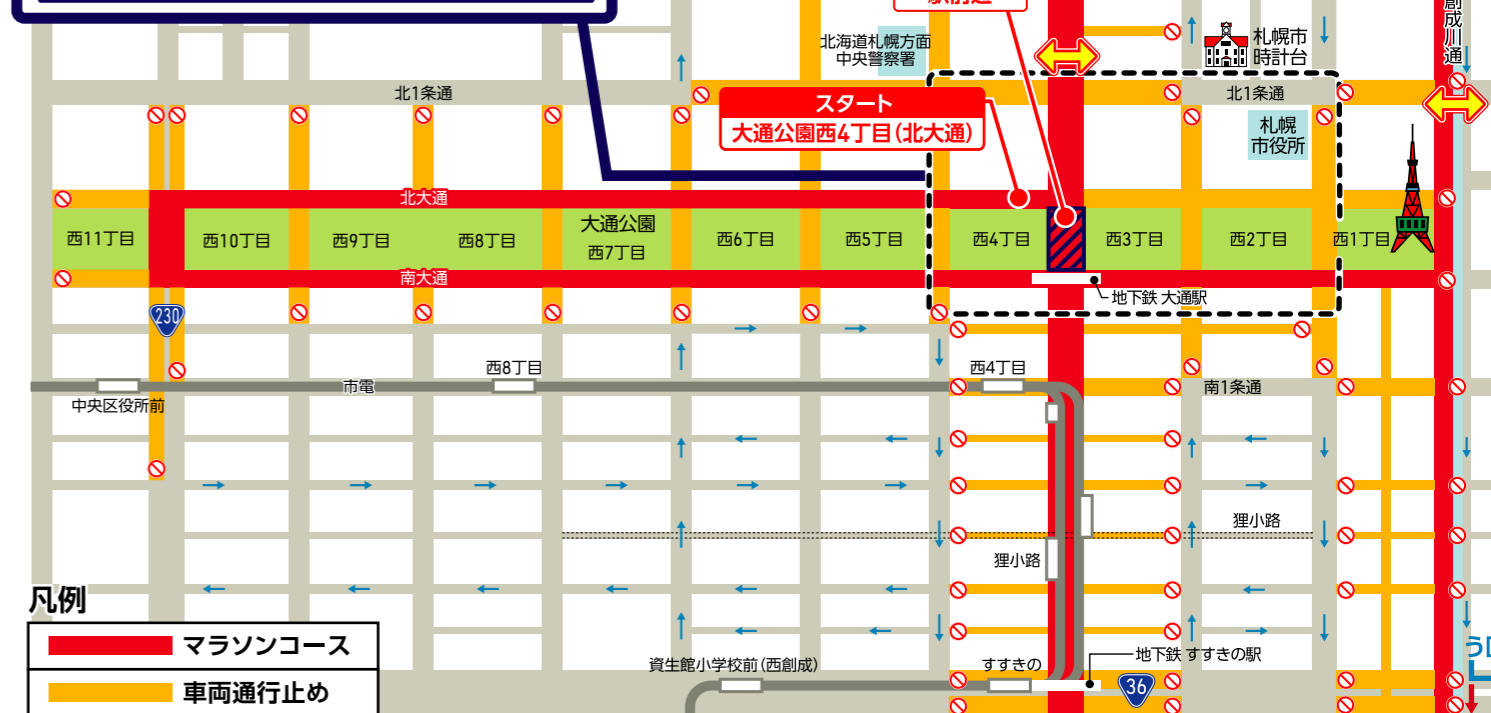 駅前通
創成川通
北海道札幌方面
中央警察署
札幌市
時計台
北1条通
北1条通
スタート
大通公園西4丁目(北大通)
札幌
市役所
北大通
西11丁目
西10丁目
西9丁目
西8丁目
大通公園
西7丁目
西6丁目
西5丁目
西4丁目
西3丁目
西2丁目
西1丁目
南大通
地下鉄 大通駅
230
西8丁目
西4丁目
市電
南1条通
中央区役所前
狸小路
狸小路
凡例
マラソンコース
車両通行止め
資生館小学校前(西創成)
すすきの
地下鉄 すすきの駅
36
う